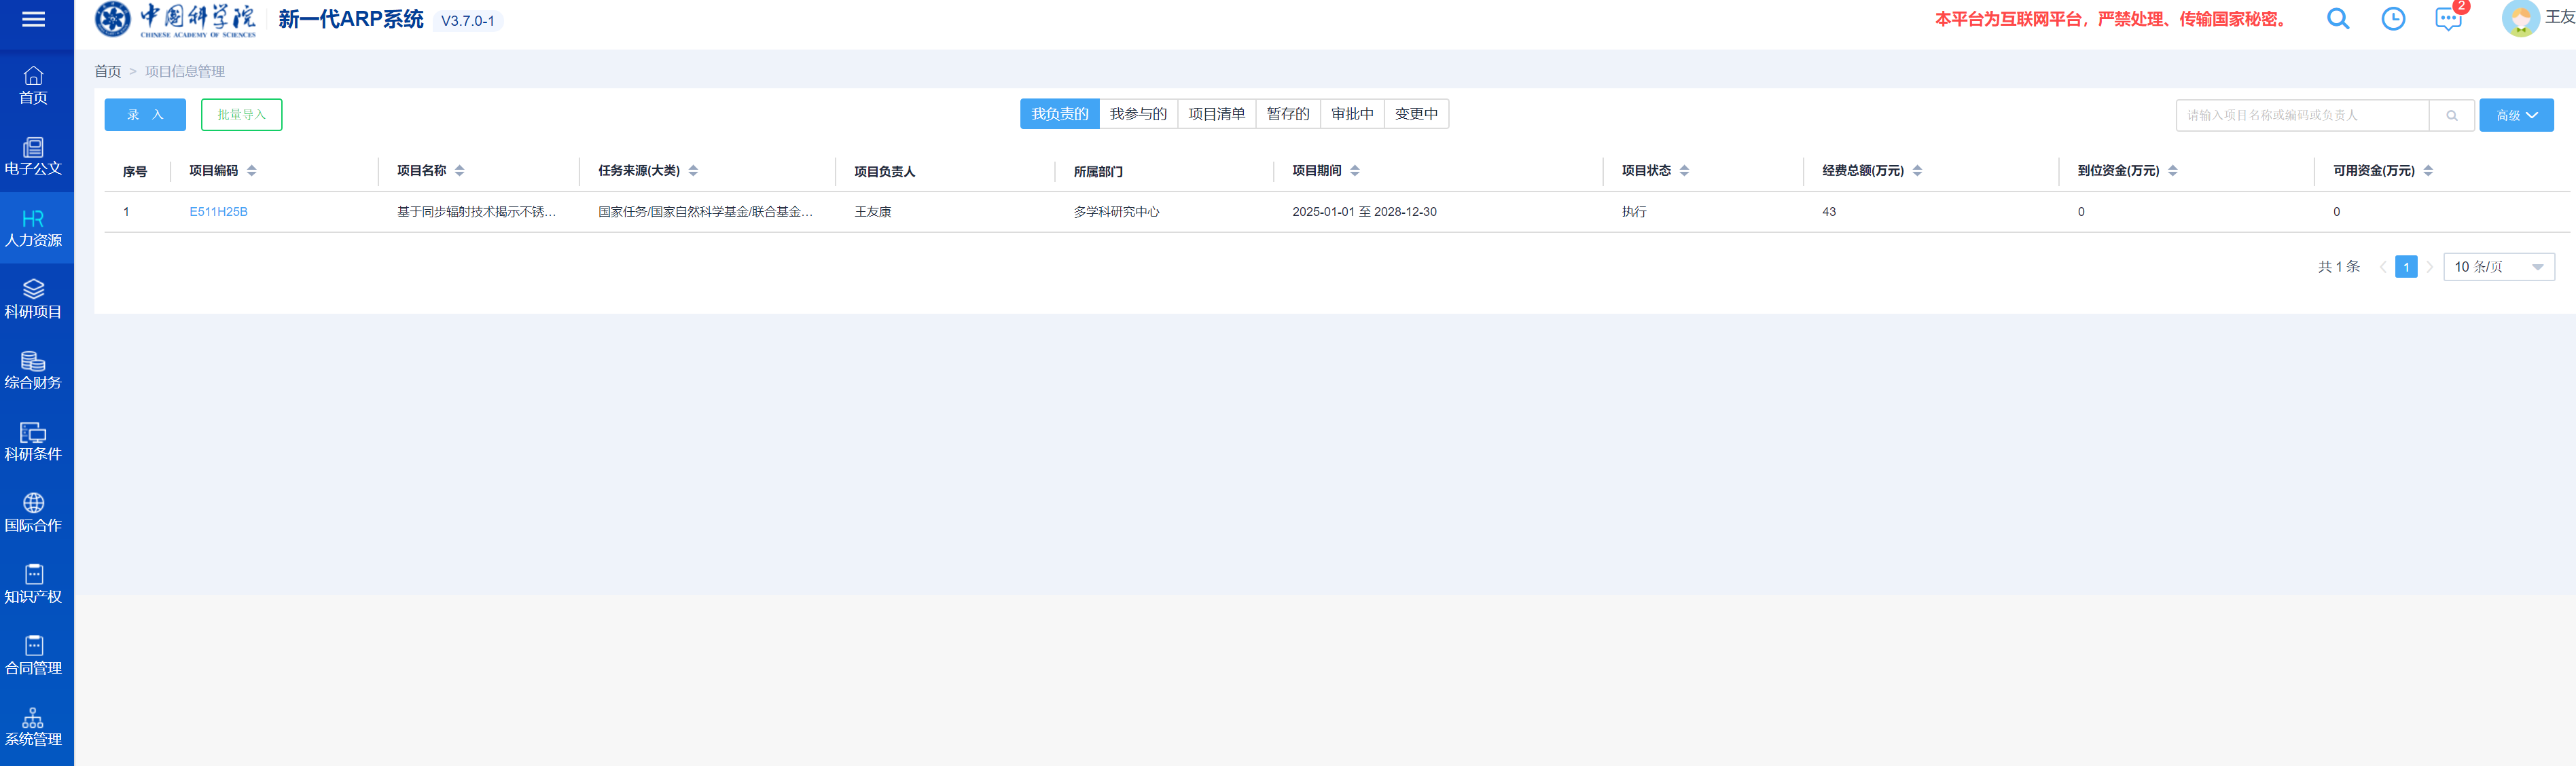 中国科学院
CHINESE ACADEMY OF SCIENCES
新一代ARP系统 V3.7.0-1
本平台为互联网平台，严禁处理、传输国家秘密。
2
王友
首页
电子公文
HR
人力资源
科研项目
综合财务
科研条件
国际合作
知识产权
合同管理
系统管理
首页 > 项目信息管理
录 入 批量导入
我负责的 我参与的 项目清单 暂存的 审批中 变更中
请输入项目名称或编码或负责人
高级
序号 项目编码 项目名称 任务来源(大类) 项目负责人 所属部门 项目期间 项目状态 经费总额(万元) 到位资金(万元) 可用资金(万元)
1 E511H25B 基于同步辐射技术揭示不锈… 国家任务/国家自然科学基金/联合基金… 王友康 多学科研究中心 2025-01-01 至 2028-12-30 执行 43 0 0
共 1 条 1 10 条/页